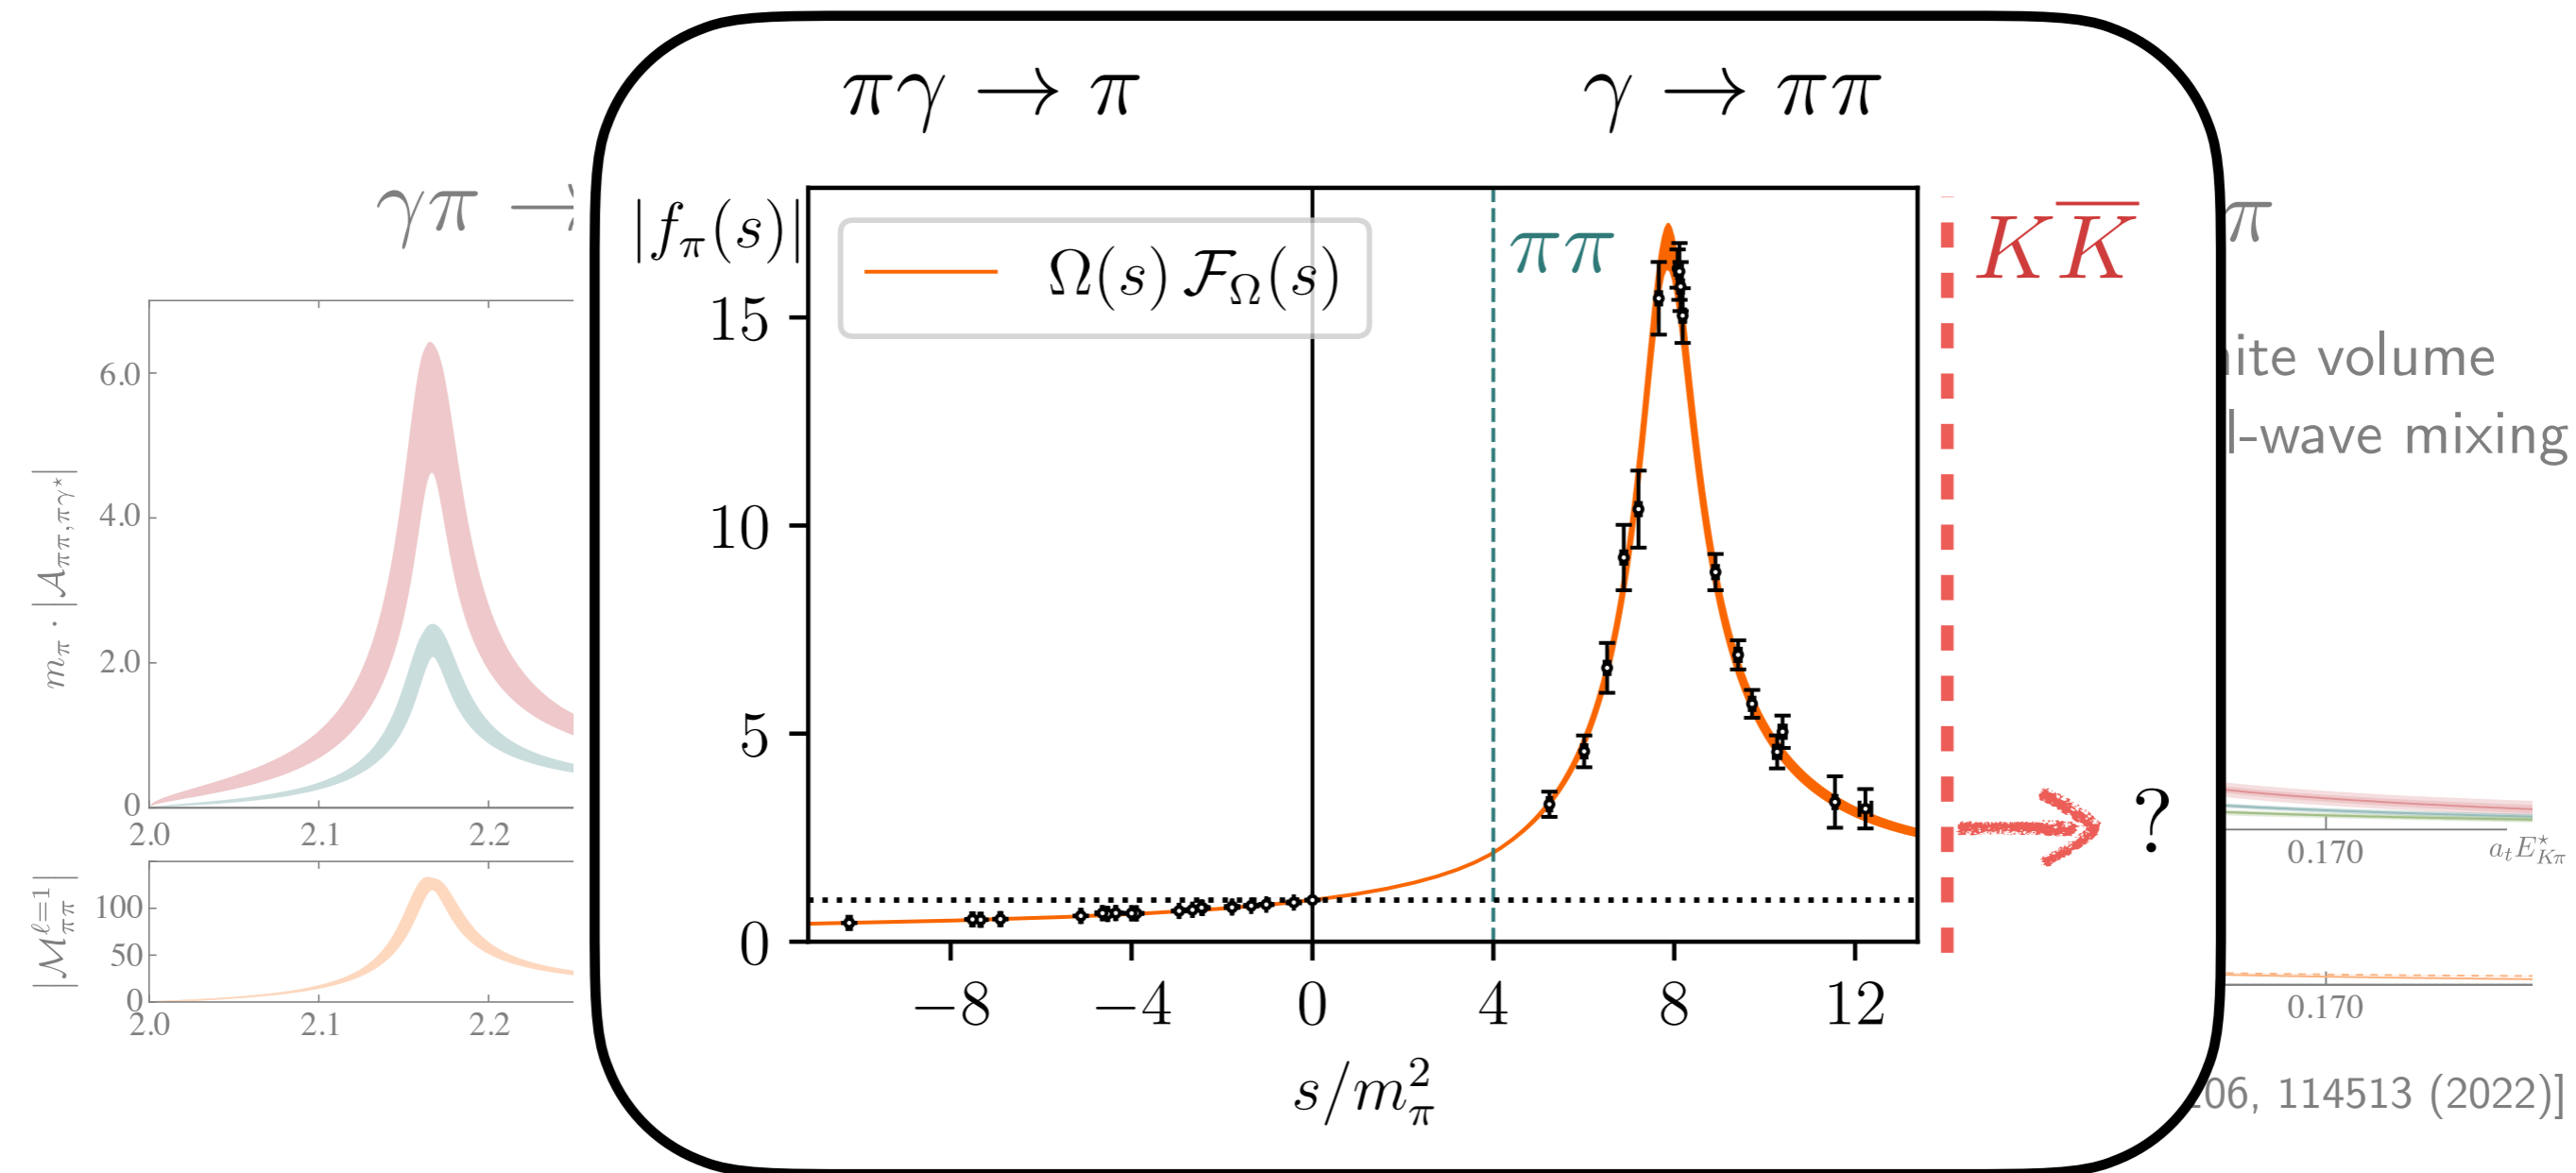 πγ → π
γ → ππ
|f_π(s)|
Ω(s) 𝓕_Ω(s)
ππ
K K̅
15
10
5
0
−8
−4
0
4
8
12
s/m_π^2
?
γπ →
π
ite volume
l-wave mixing
m_π · |𝒜_{ππ,πγ⋆}|
6.0
4.0
2.0
0
2.0
2.1
2.2
|ℳ_{ππ}^{ℓ=1}|
100
50
0
2.0
2.1
2.2
0.170
a_t E^⋆_{Kπ}
0.170
06, 114513 (2022)]